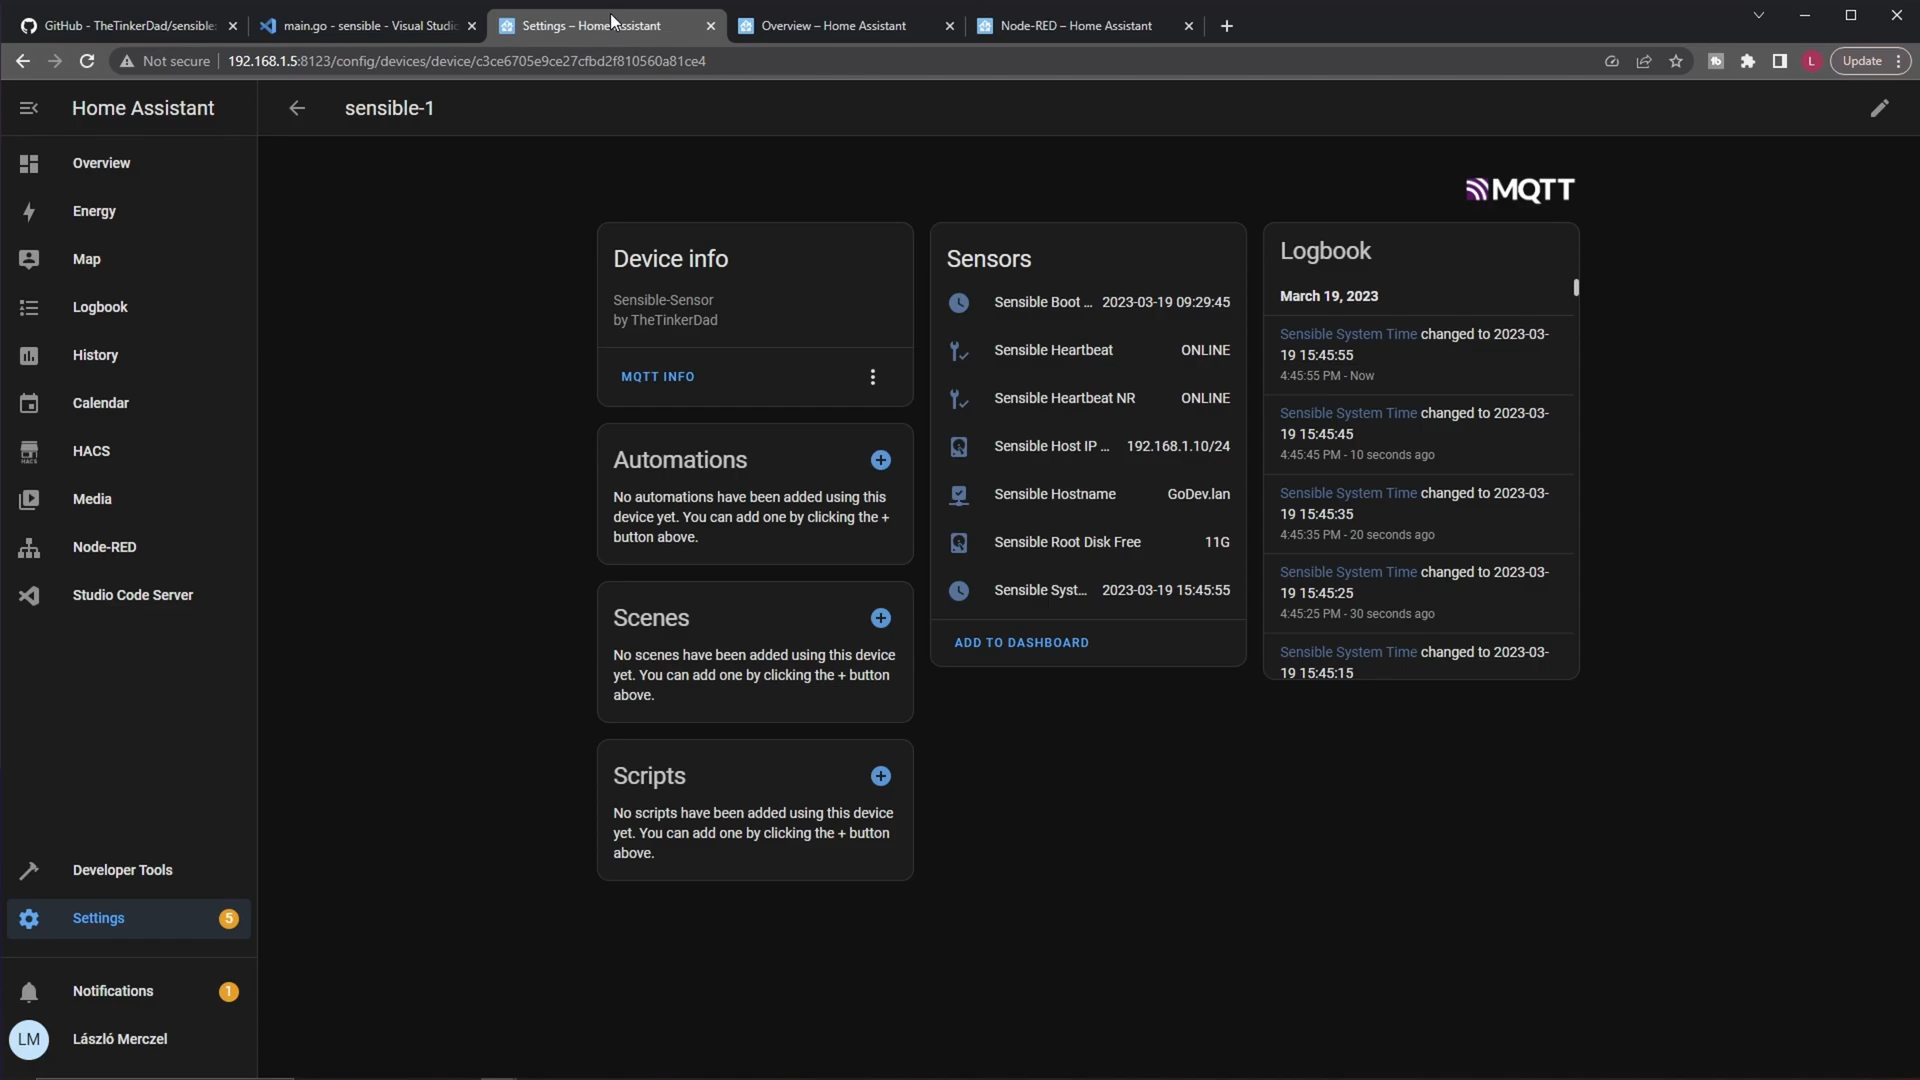 GitHub - TheTinkerDad/sensible:
main.go - sensible - Visual Studio
Settings – Home Assistant
Overview – Home Assistant
Node-RED – Home Assistant
Not secure
192.168.1.5:8123/config/devices/device/c3ce6705e9ce27cfbd2f810560a81ce4
L
Update
Home Assistant
sensible-1
Overview
Energy
Map
Logbook
History
Calendar
HACS
HACS
Media
Node-RED
Studio Code Server
Developer Tools
Settings
5
Notifications
1
LM
László Merczel
MQTT
Device info
Sensible-Sensor
by TheTinkerDad
MQTT INFO
Automations
No automations have been added using this
device yet. You can add one by clicking the +
button above.
Scenes
No scenes have been added using this device
yet. You can add one by clicking the + button
above.
Scripts
No scripts have been added using this device
yet. You can add one by clicking the + button
above.
Sensors
Sensible Boot ... 2023-03-19 09:29:45
Sensible Heartbeat ONLINE
Sensible Heartbeat NR ONLINE
Sensible Host IP ... 192.168.1.10/24
Sensible Hostname GoDev.lan
Sensible Root Disk Free 11G
Sensible Syst... 2023-03-19 15:45:55
ADD TO DASHBOARD
Logbook
March 19, 2023
Sensible System Time changed to 2023-03-
19 15:45:55
4:45:55 PM - Now
Sensible System Time changed to 2023-03-
19 15:45:45
4:45:45 PM - 10 seconds ago
Sensible System Time changed to 2023-03-
19 15:45:35
4:45:35 PM - 20 seconds ago
Sensible System Time changed to 2023-03-
19 15:45:25
4:45:25 PM - 30 seconds ago
Sensible System Time changed to 2023-03-
19 15:45:15